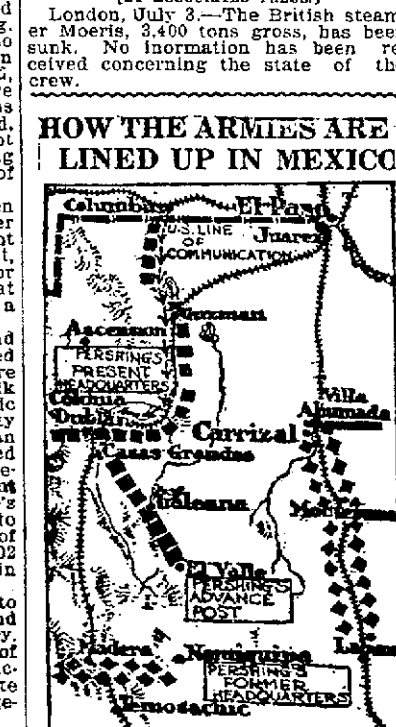 London, July 3.—The British steam
er Moeris, 3,400 tons gross, has been
sunk. No inormation has been re
ceived concerning the state of the
crew.
HOW THE ARMIES ARE
LINED UP IN MEXICO
Columbus
El Paso
U.S. LINE
OF
COMMUNICATION
Juarez
Guzman
Ascension
PERSHING'S
PRESENT
HEADQUARTERS
Colonia
Dublan
Villa
Ahumada
Carrizal
Casas Grandes
Galeana
El Valle
PERSHING'S
ADVANCE
POST
Madera
Namiquipa
PERSHING'S
FORMER
HEADQUARTERS
Temosachic